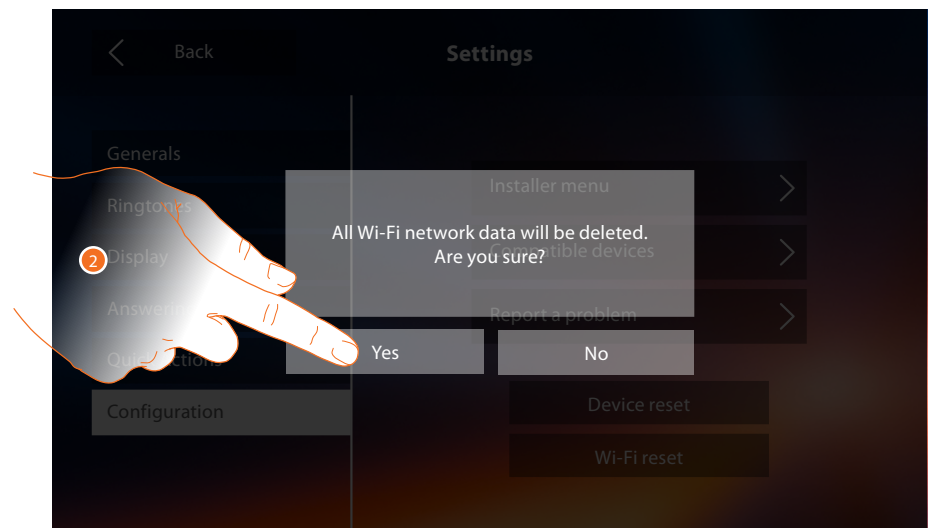 Back
Settings
Generals
Ringtones
Display
Installer menu
All Wi-Fi network data will be deleted.
Are you sure?
Compatible devices
2
Report a problem
Yes
No
Configuration
Device reset
Wi-Fi reset